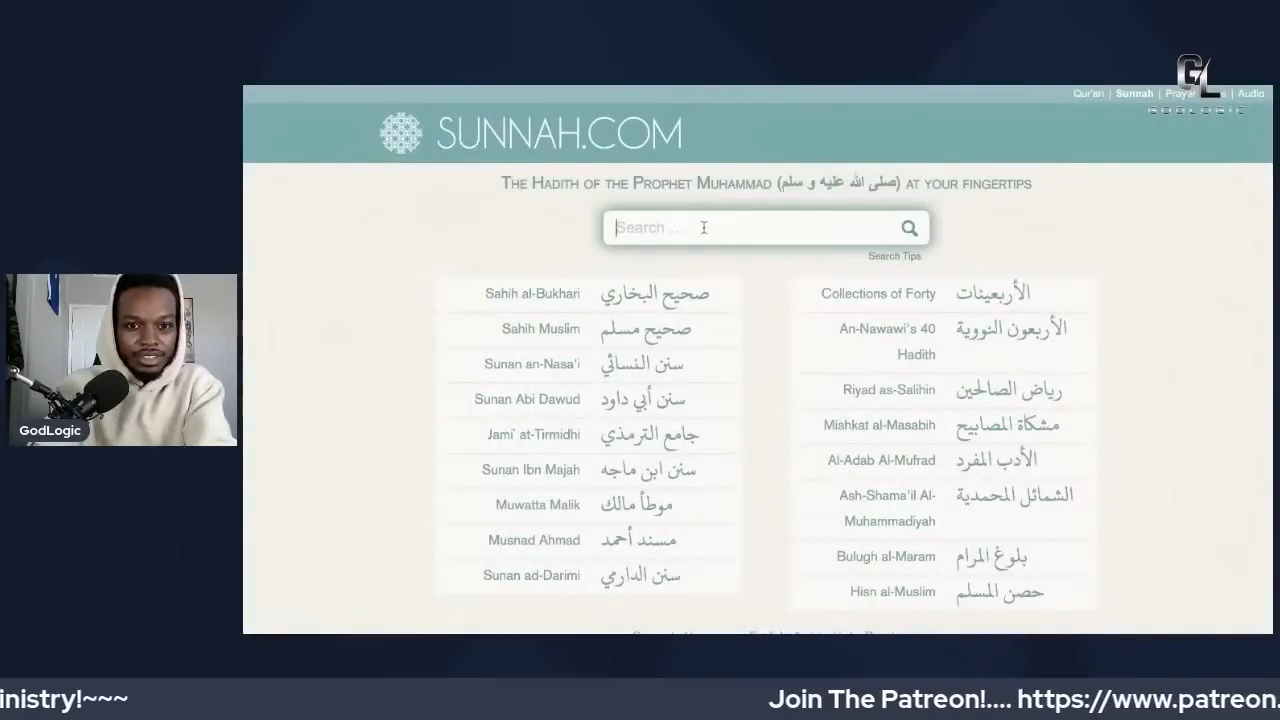 GL
GODLOGIC
Qur'an | Sunnah | Prayer | Audio
SUNNAH.COM
The Hadith of the Prophet Muhammad (صلى الله عليه و سلم) at your fingertips
Search ...
Search Tips
Sahih al-Bukhari صحيح البخاري
Sahih Muslim صحيح مسلم
Sunan an-Nasa'i سنن النسائي
Sunan Abi Dawud سنن أبي داود
Jami` at-Tirmidhi جامع الترمذي
Sunan Ibn Majah سنن ابن ماجه
Muwatta Malik موطأ مالك
Musnad Ahmad مسند أحمد
Sunan ad-Darimi سنن الدارمي
Collections of Forty الأربعينات
An-Nawawi's 40 الأربعون النووية
Hadith
Riyad as-Salihin رياض الصالحين
Mishkat al-Masabih مشكاة المصابيح
Al-Adab Al-Mufrad الأدب المفرد
Ash-Shama'il Al- الشمائل المحمدية
Muhammadiyah
Bulugh al-Maram بلوغ المرام
Hisn al-Muslim حصن المسلم
GodLogic
inistry!~~~ Join The Patreon!.... https://www.patreon.